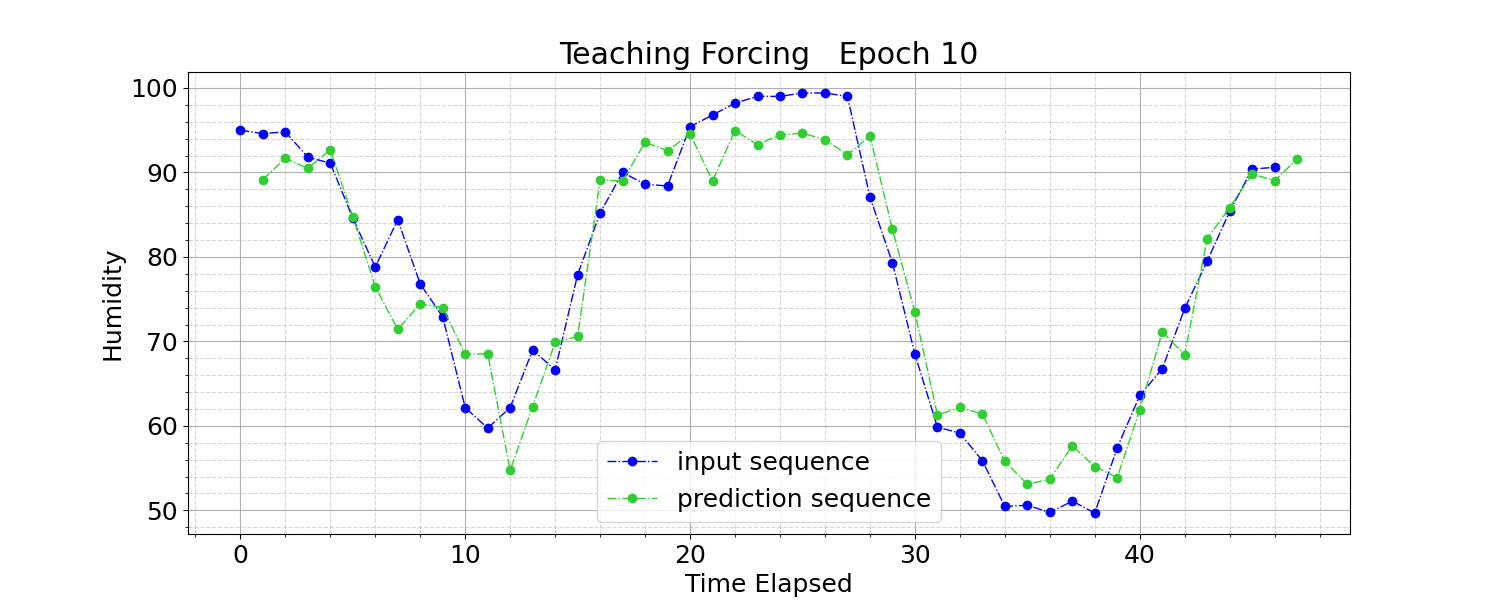 Teaching Forcing   Epoch 10
100
90
80
70
60
50
Humidity
input sequence
prediction sequence
0 10 20 30 40
Time Elapsed